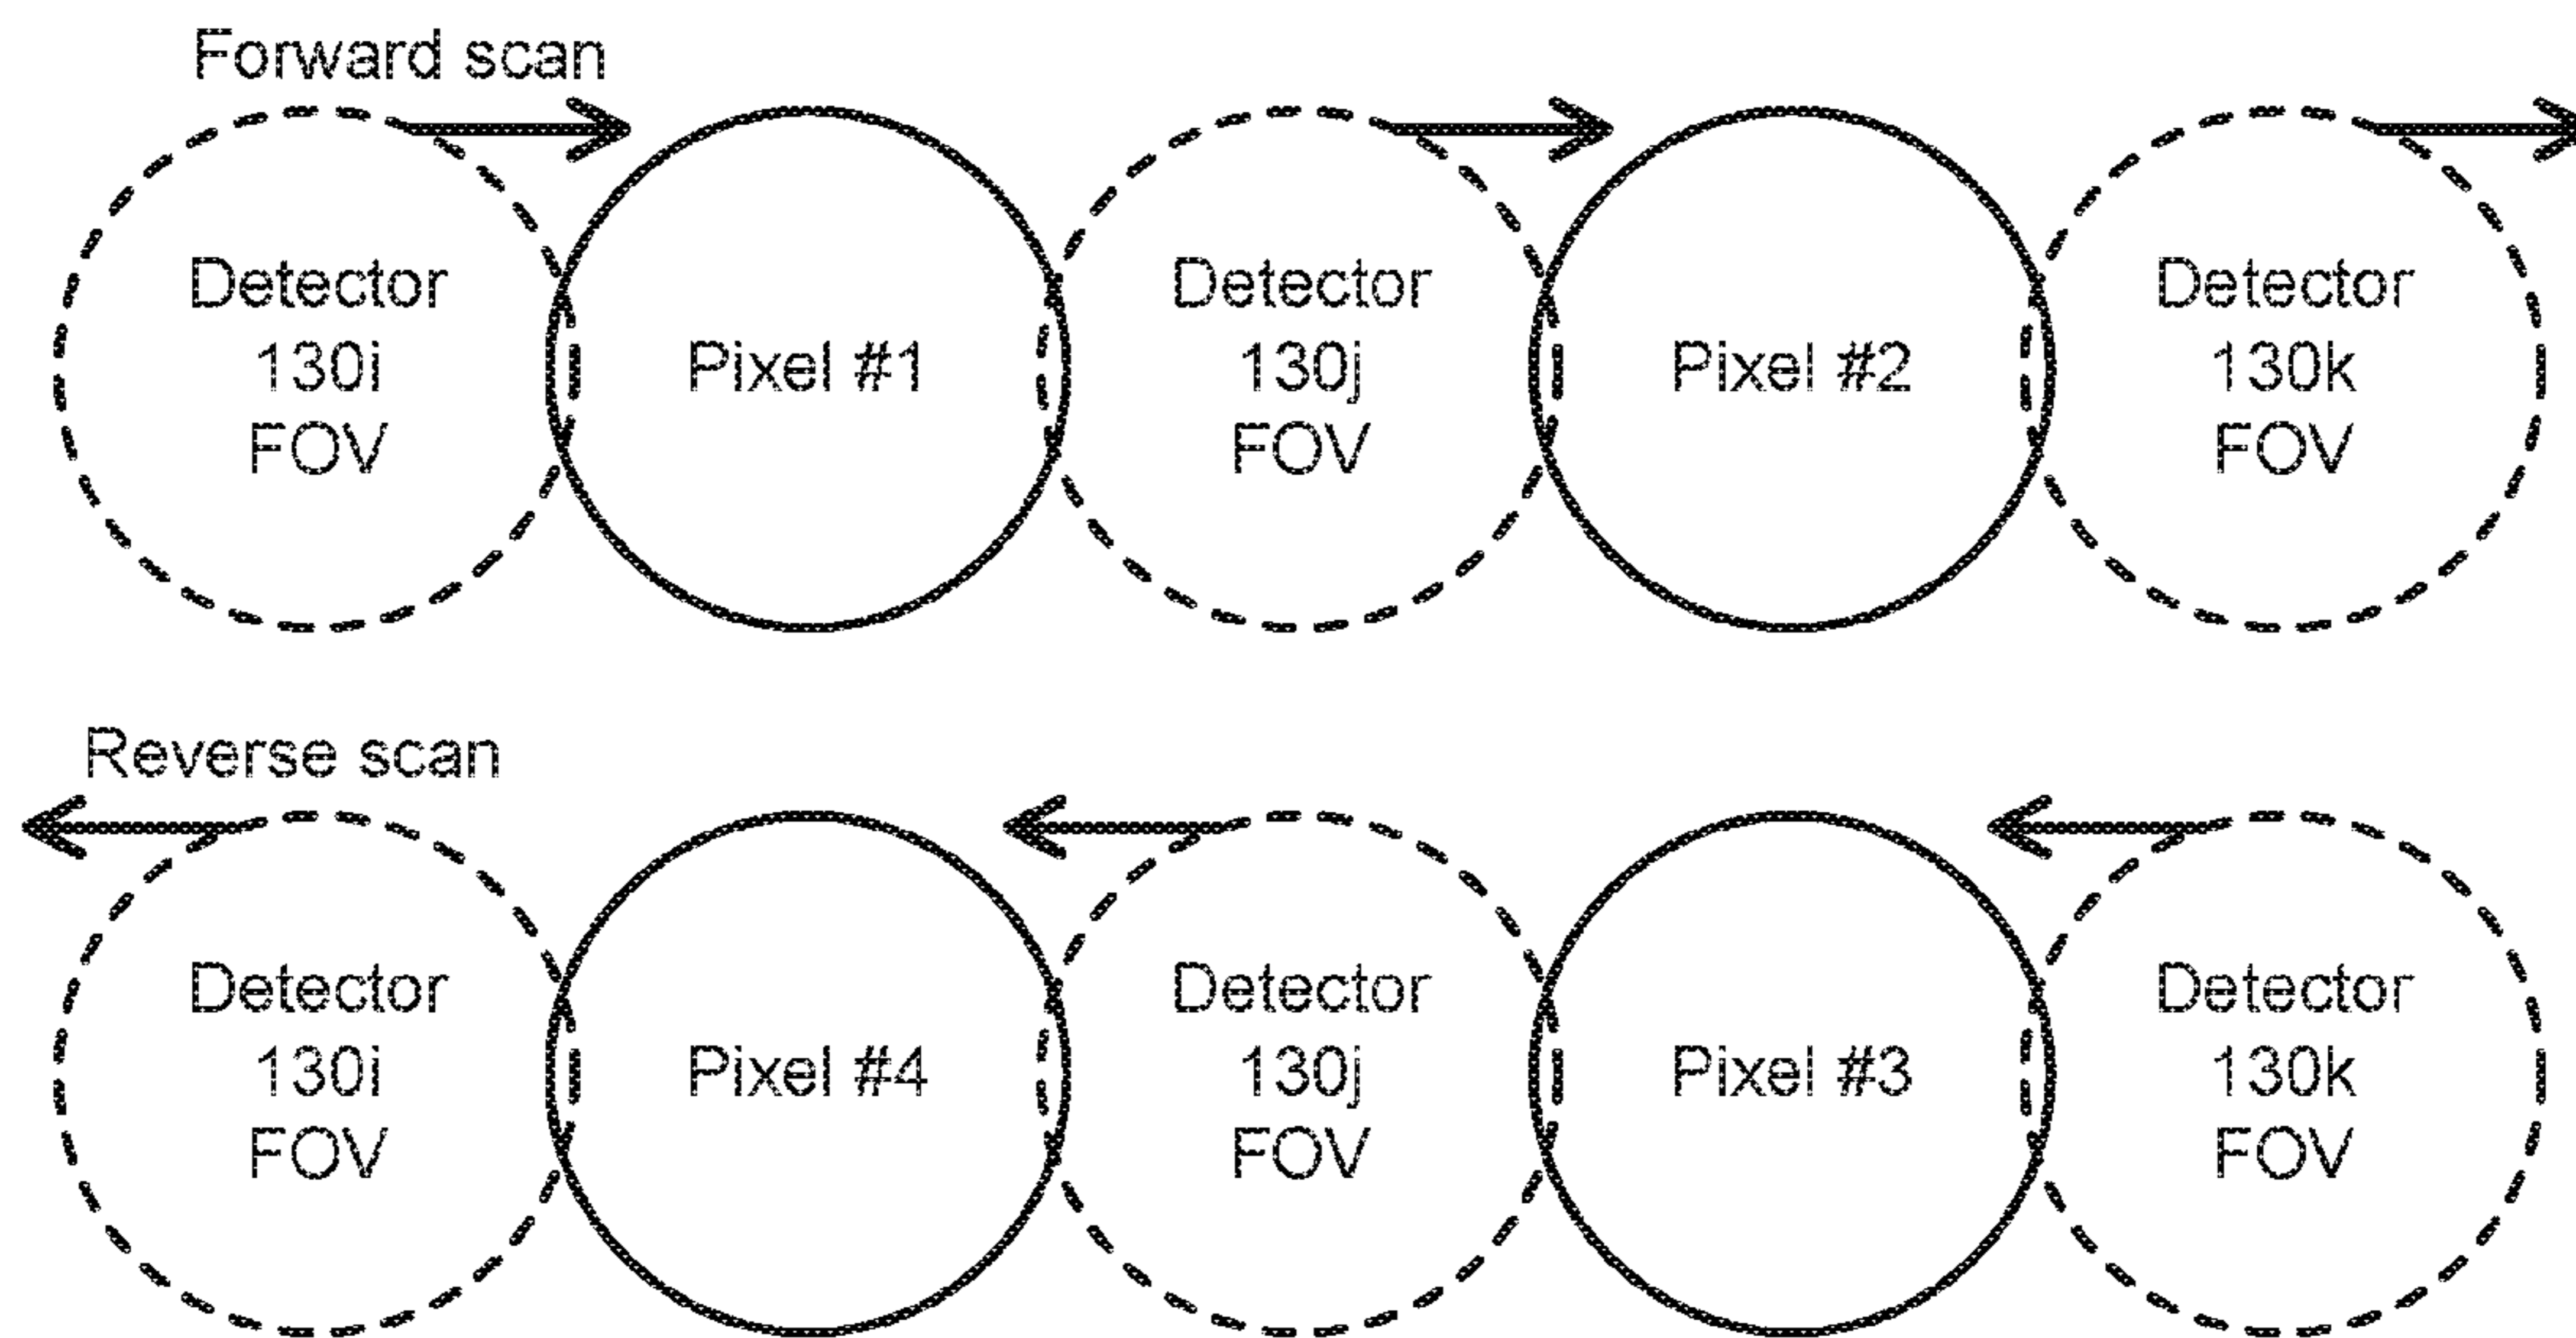 Forward scan
Detector
130i
FOV
Pixel #1
Detector
130j
FOV
Pixel #2
Detector
130k
FOV
Reverse scan
Detector
130i
FOV
Pixel #4
Detector
130j
FOV
Pixel #3
Detector
130k
FOV